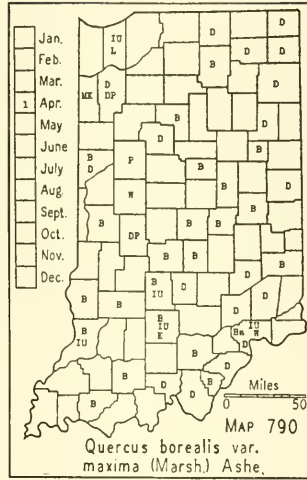 Jan.
Feb.
Mar.
1 Apr.
May
June
July
Aug.
Sept.
Oct.
Nov.
Dec.
IU
L
D
D
D
B
D
MK
D
DP
D
D
B
D
B
D
P
B
B
W
B
B
B
B
B
D
DP
B
B
B
B
IU
D
D
D
B
B
B
IU
K
Ba
IU
W
D
B
IU
B
D
B
D
B
B
D
D
Miles
0 50
MAP 790
Quercus borealis var.
maxima (Marsh.) Ashe.